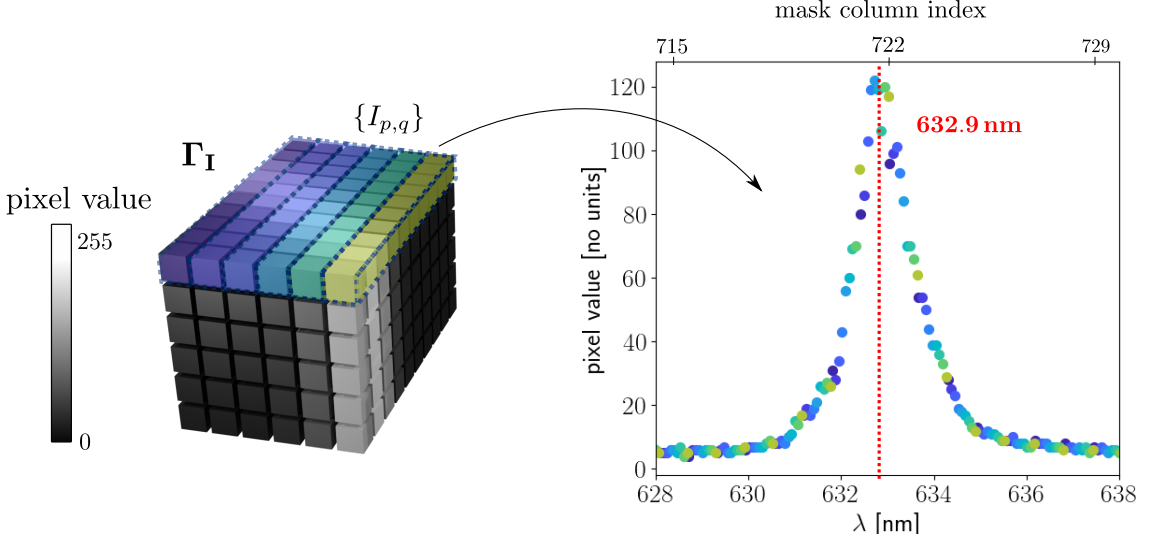 {I_{p,q}}
Γ_I
pixel value
255
0
mask column index
715 722 729
120
100
80
60
40
20
0
pixel value [no units]
632.9 nm
628 630 632 634 636 638
λ [nm]